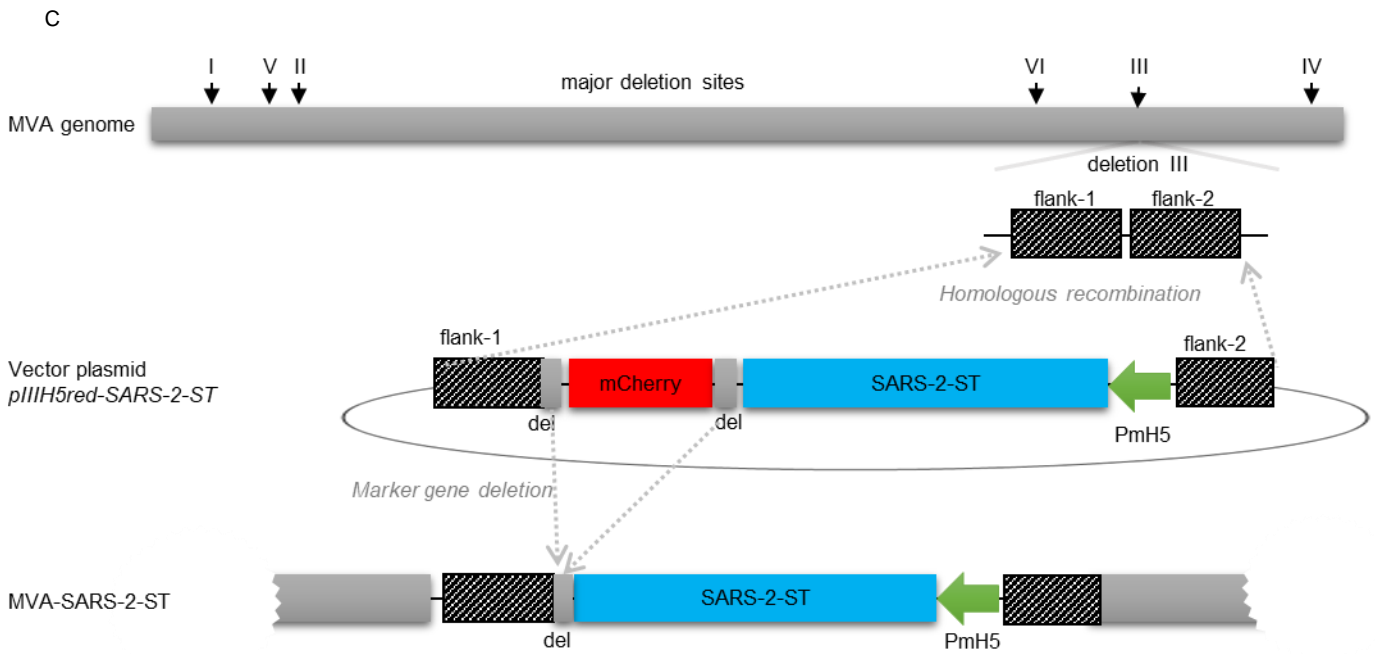 C
I V II major deletion sites VI III IV
MVA genome
deletion III
flank-1 flank-2
Homologous recombination
flank-1 flank-2
Vector plasmid
pIIIH5red-SARS-2-ST
mCherry SARS-2-ST
del del PmH5
Marker gene deletion
MVA-SARS-2-ST
SARS-2-ST
del PmH5